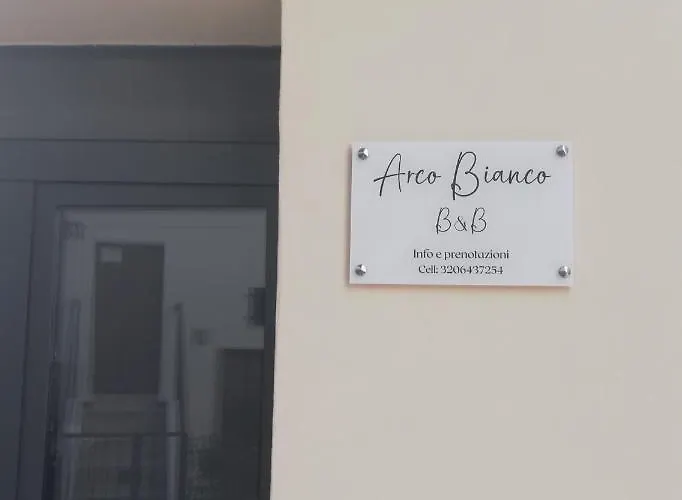 Arco Bianco
B&B
Info e prenotazioni
Cell: 3206437254